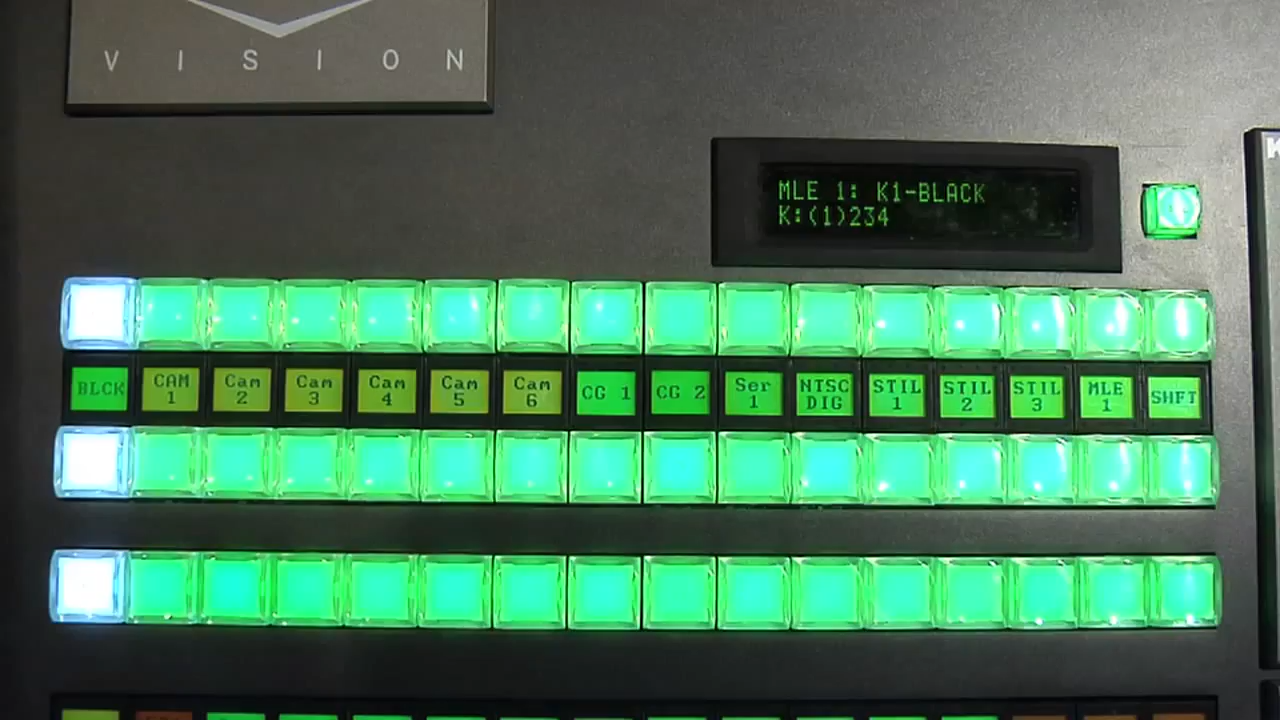 VISION
MLE 1: K1-BLACK
K:(1)234
BLCK
CAM
1
Cam
2
Cam
3
Cam
4
Cam
5
Cam
6
CG 1
CG 2
Ser
1
NTSC
DIG
STIL
1
STIL
2
STIL
3
MLE
1
SHFT